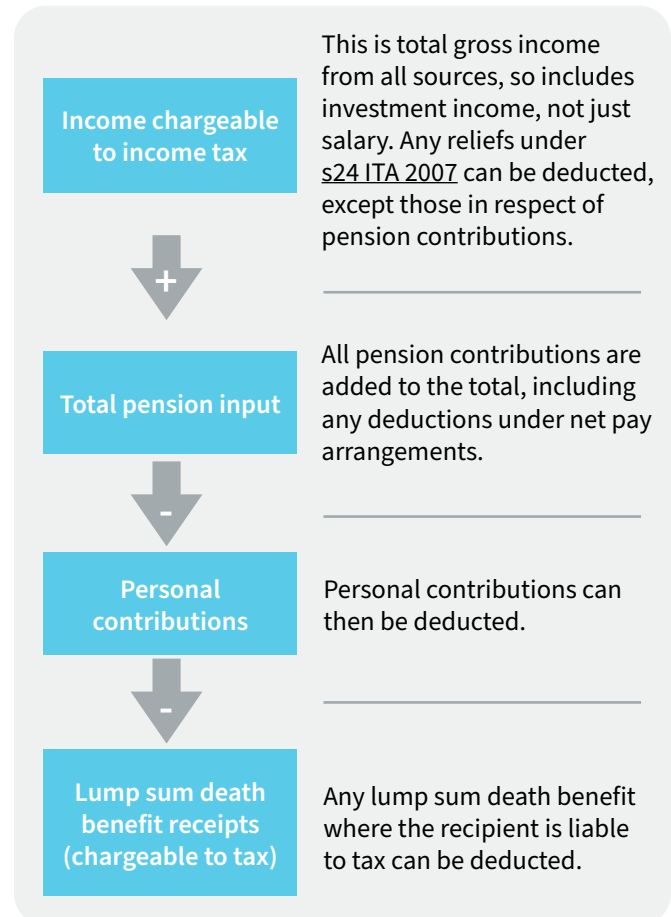 Income chargeable
to income tax
This is total gross income
from all sources, so includes
investment income, not just
salary. Any reliefs under
s24 ITA 2007 can be deducted,
except those in respect of
pension contributions.
+
Total pension input
All pension contributions are
added to the total, including
any deductions under net pay
arrangements.
-
Personal
contributions
Personal contributions can
then be deducted.
-
Lump sum death
benefit receipts
(chargeable to tax)
Any lump sum death benefit
where the recipient is liable
to tax can be deducted.